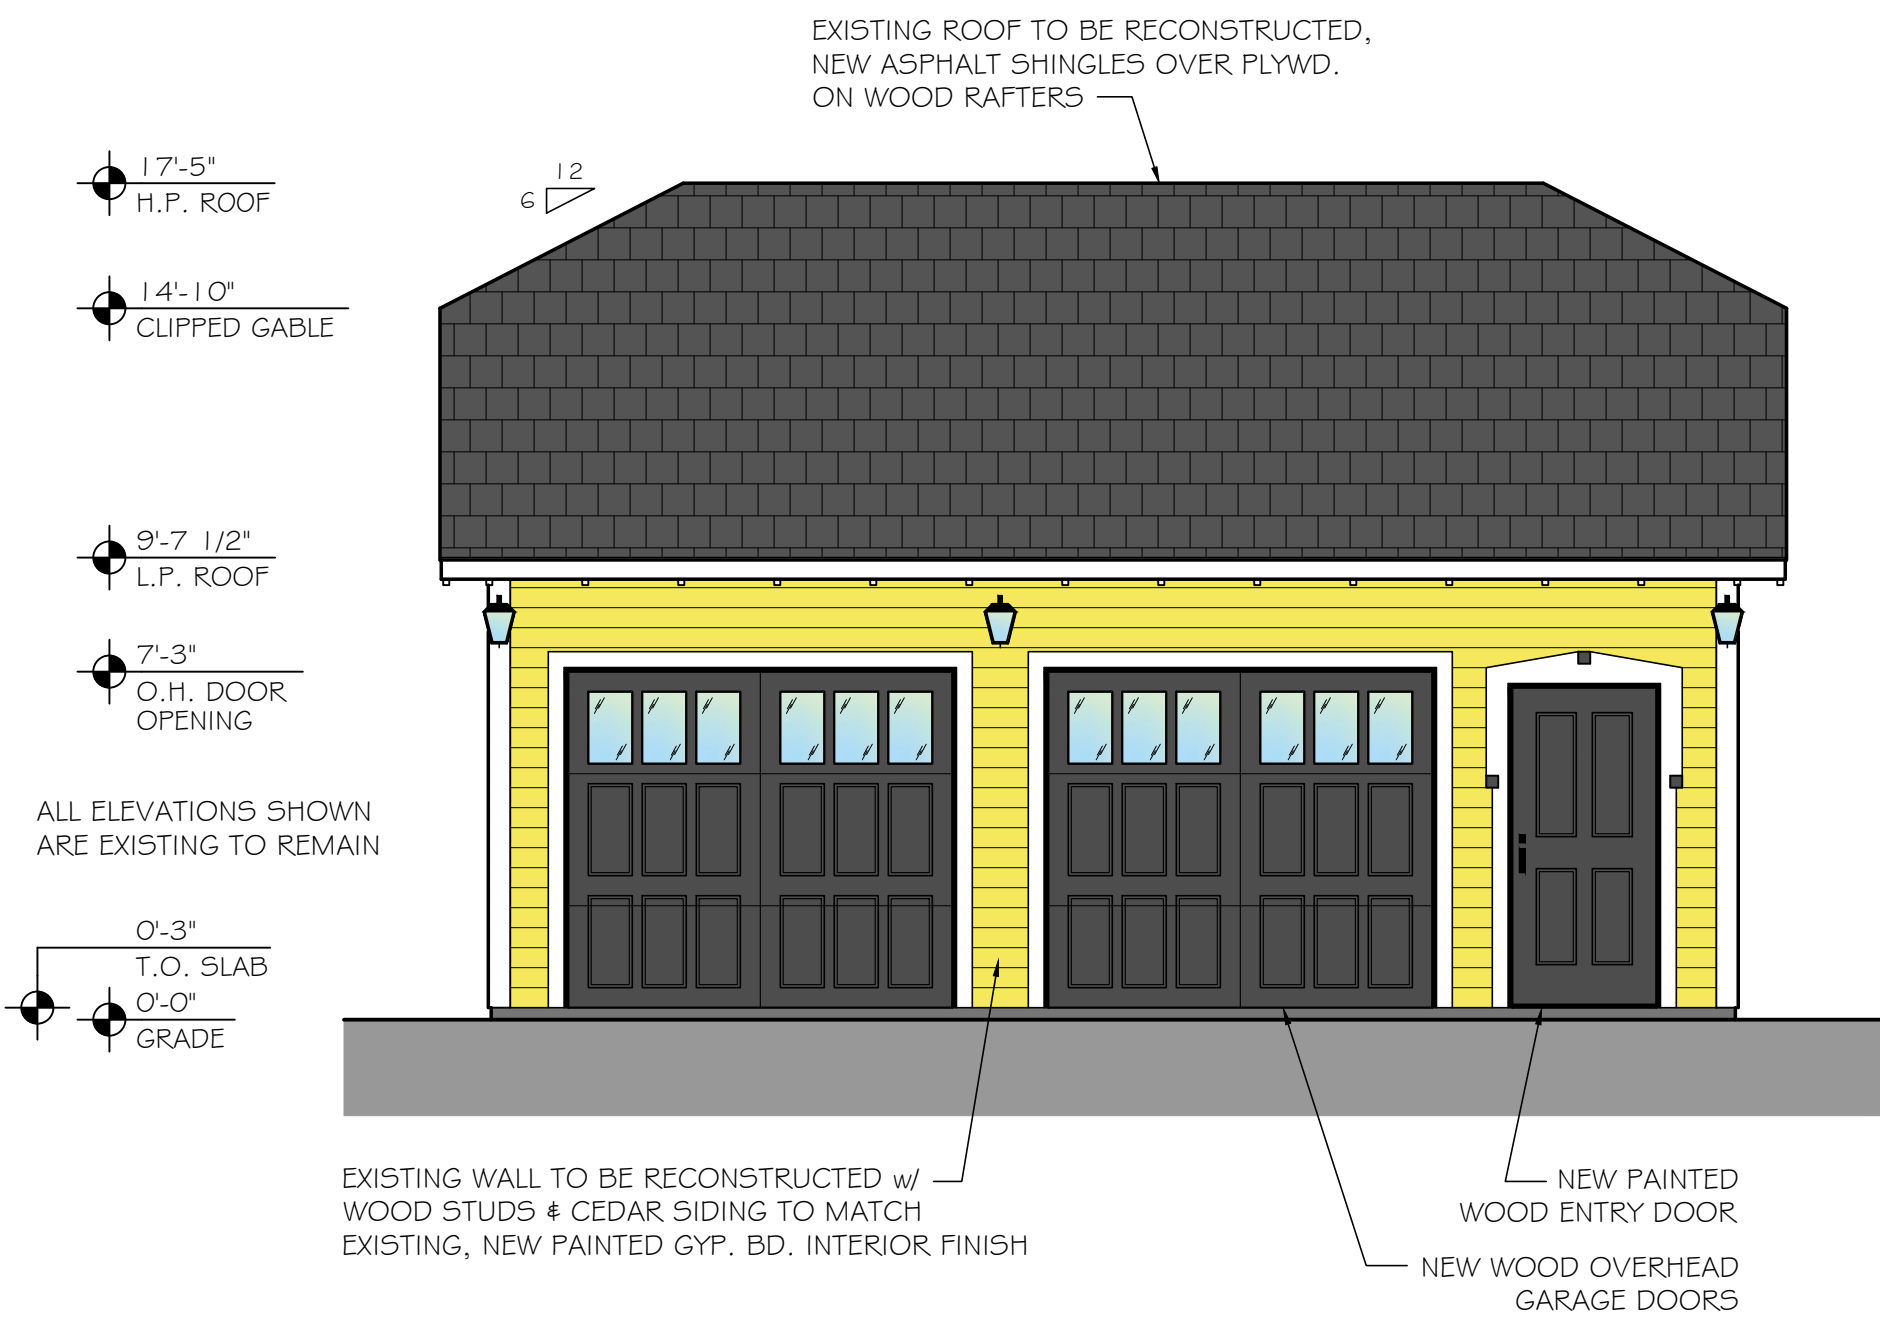 EXISTING ROOF TO BE RECONSTRUCTED,
NEW ASPHALT SHINGLES OVER PLYWD.
ON WOOD RAFTERS
17'-5"
H.P. ROOF
12
6
14'-10"
CLIPPED GABLE
9'-7 1/2"
L.P. ROOF
7'-3"
O.H. DOOR
OPENING
ALL ELEVATIONS SHOWN
ARE EXISTING TO REMAIN
0'-3"
T.O. SLAB
0'-0"
GRADE
EXISTING WALL TO BE RECONSTRUCTED w/
WOOD STUDS & CEDAR SIDING TO MATCH
EXISTING, NEW PAINTED GYP. BD. INTERIOR FINISH
NEW PAINTED
WOOD ENTRY DOOR
NEW WOOD OVERHEAD
GARAGE DOORS